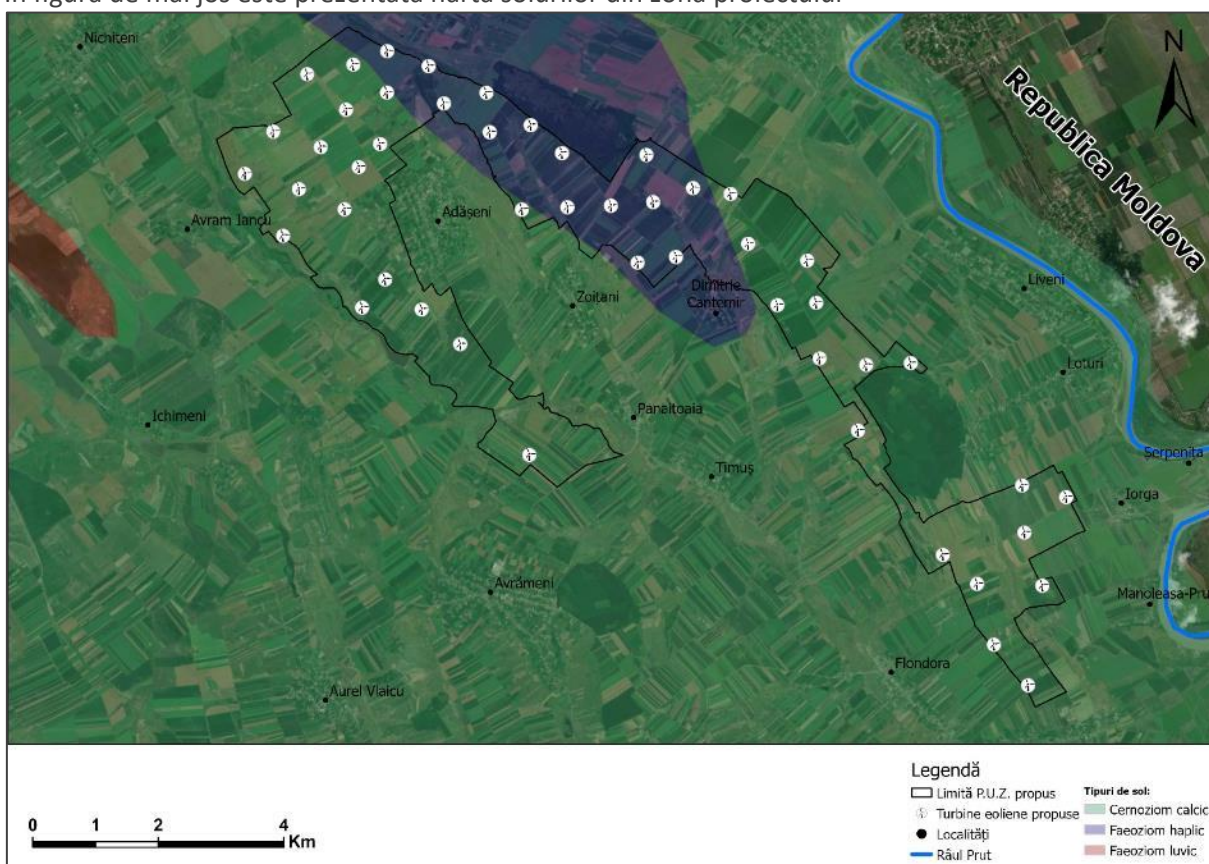 în figura de mai jos este prezentată harta solurilor din zona proiectului
Nichiteni
N
Republica Moldova
Avram Iancu
Adășeni
Zoițani
Dimitrie
Cantemir
Liveni
Loturi
Ichimeni
Panaitoaia
Timuș
Șerpenița
Iorga
Avrămeni
Manoleasa-Pru
Flondora
Aurel Vlaicu
0 1 2 4
Km
Legendă
Limită P.U.Z. propus
Turbine eoliene propuse
Localități
Râul Prut
Tipuri de sol:
Cernoziom calcic
Faeoziom haplic
Faeoziom luvic